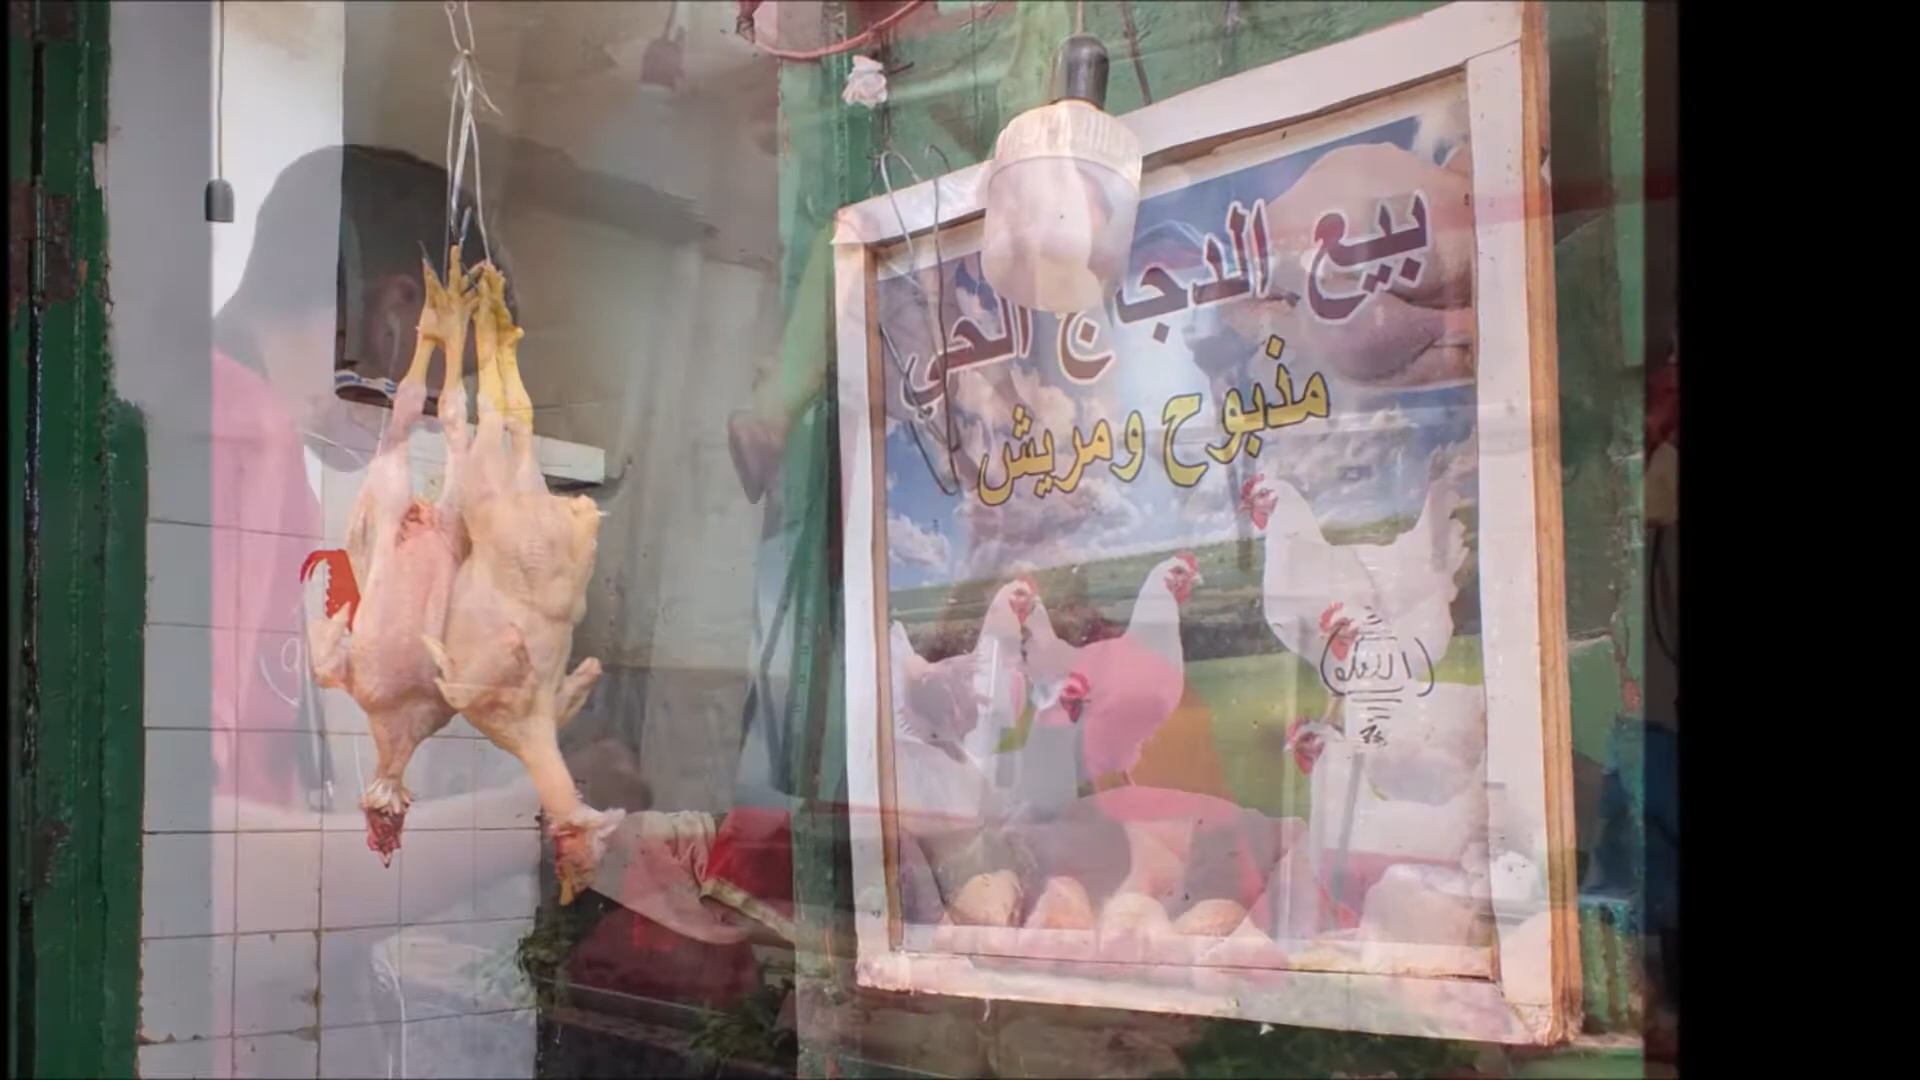 بيع الدجاج الحي
مذبوح ومريش